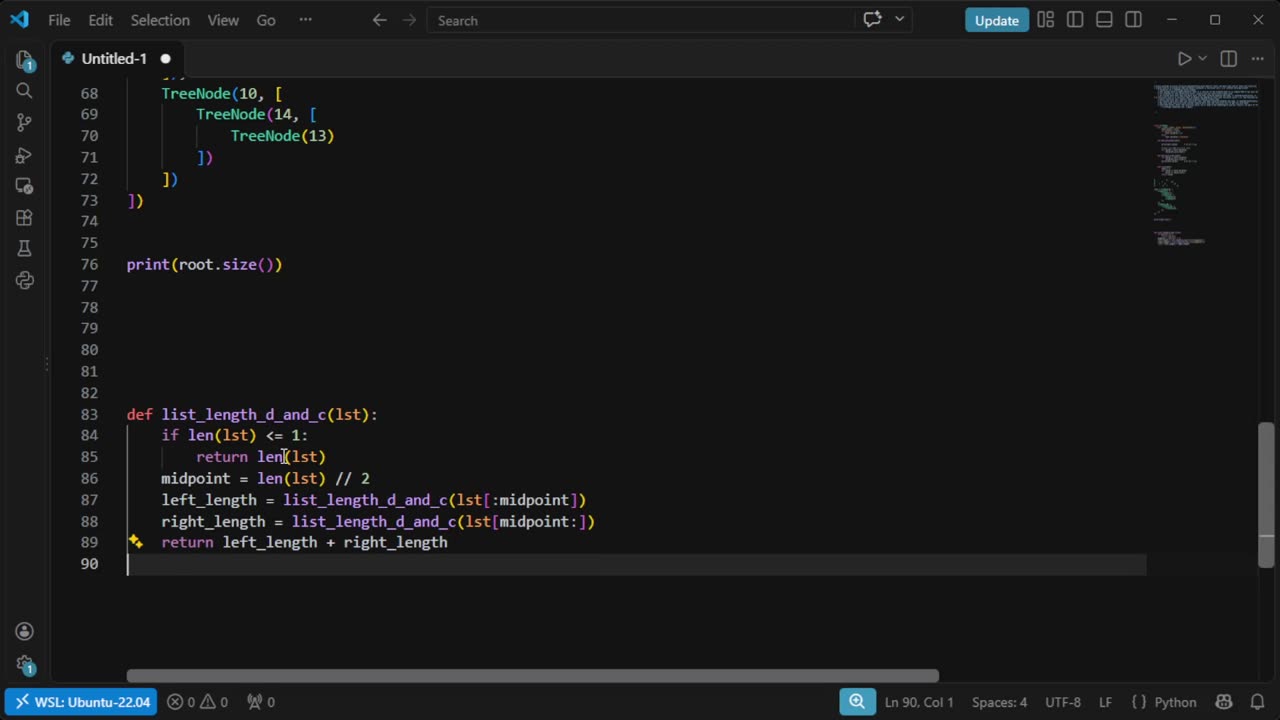 File Edit Selection View Go ··· Search Update
Untitled-1
68 TreeNode(10, [
69 TreeNode(14, [
70 TreeNode(13)
71 ])
72 ])
73 ])
74
75
76 print(root.size())
77
78
79
80
81
82
83 def list_length_d_and_c(lst):
84 if len(lst) <= 1:
85 return len(lst)
86 midpoint = len(lst) // 2
87 left_length = list_length_d_and_c(lst[:midpoint])
88 right_length = list_length_d_and_c(lst[midpoint:])
89 return left_length + right_length
90
1
1
WSL: Ubuntu-22.04 0 0 0 Ln 90, Col 1 Spaces: 4 UTF-8 LF { } Python